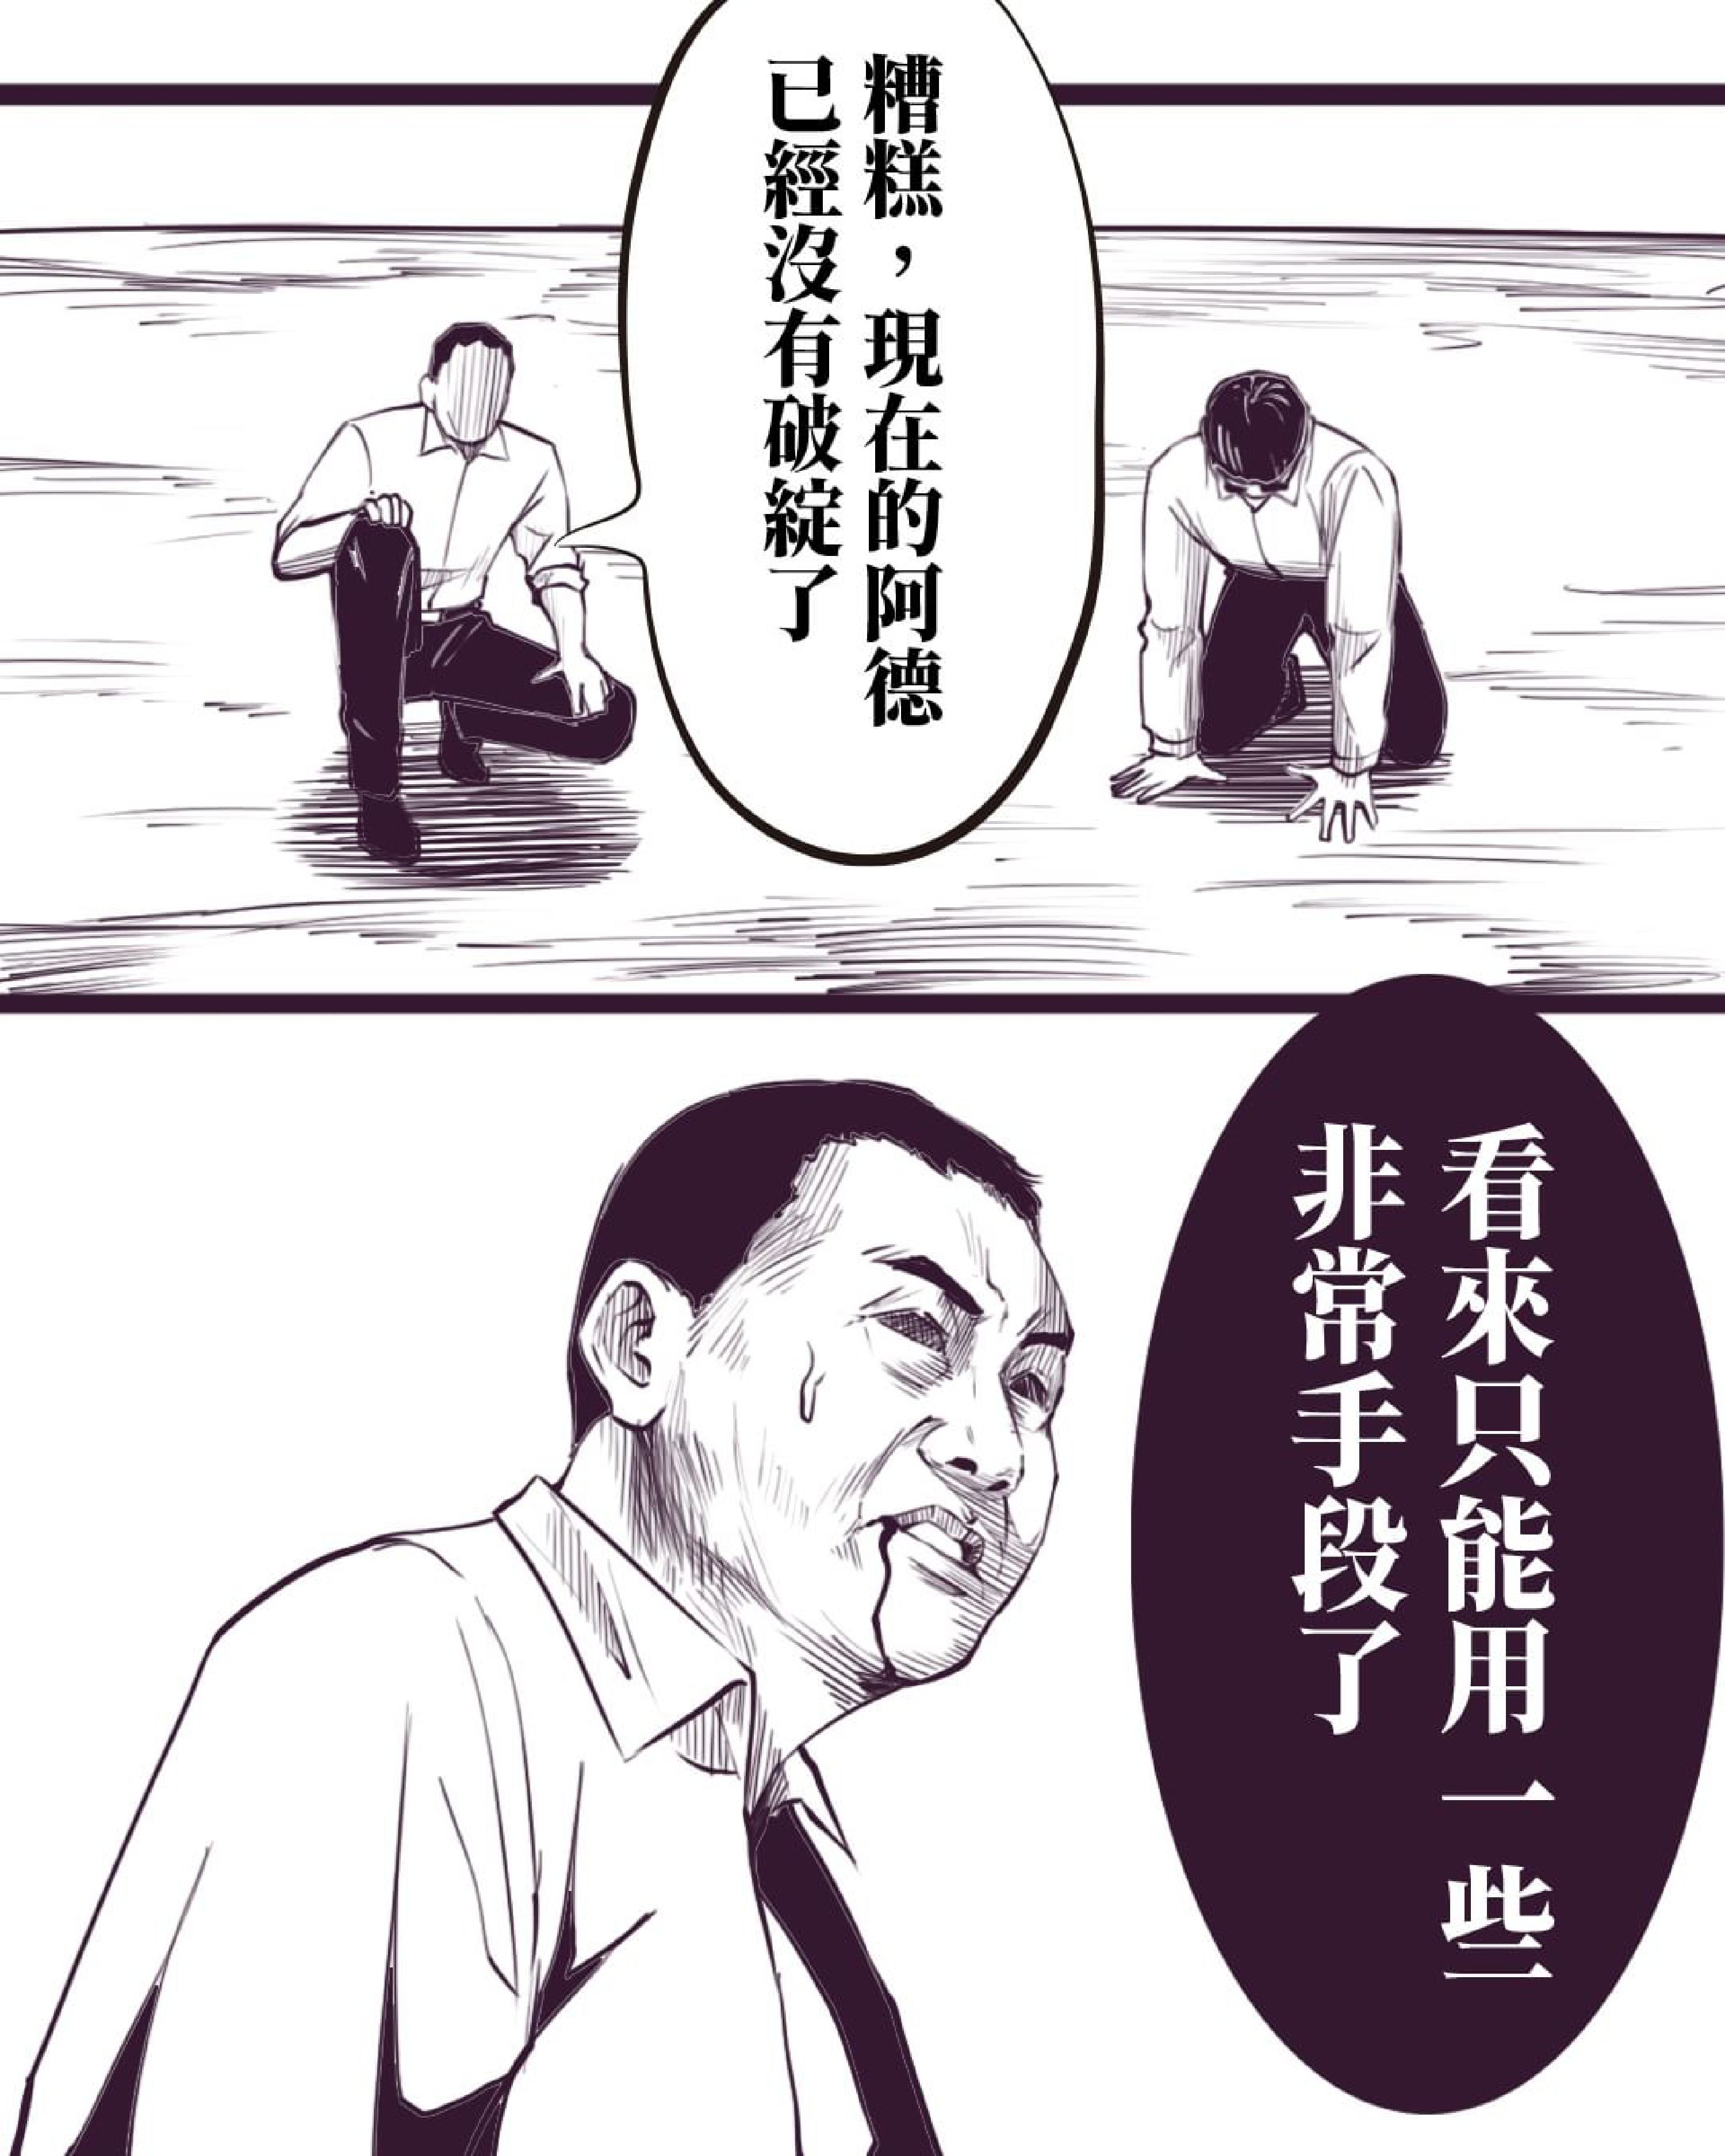 糟糕，現在的阿德
已經沒有破綻了
看來只能用一些
非常手段了